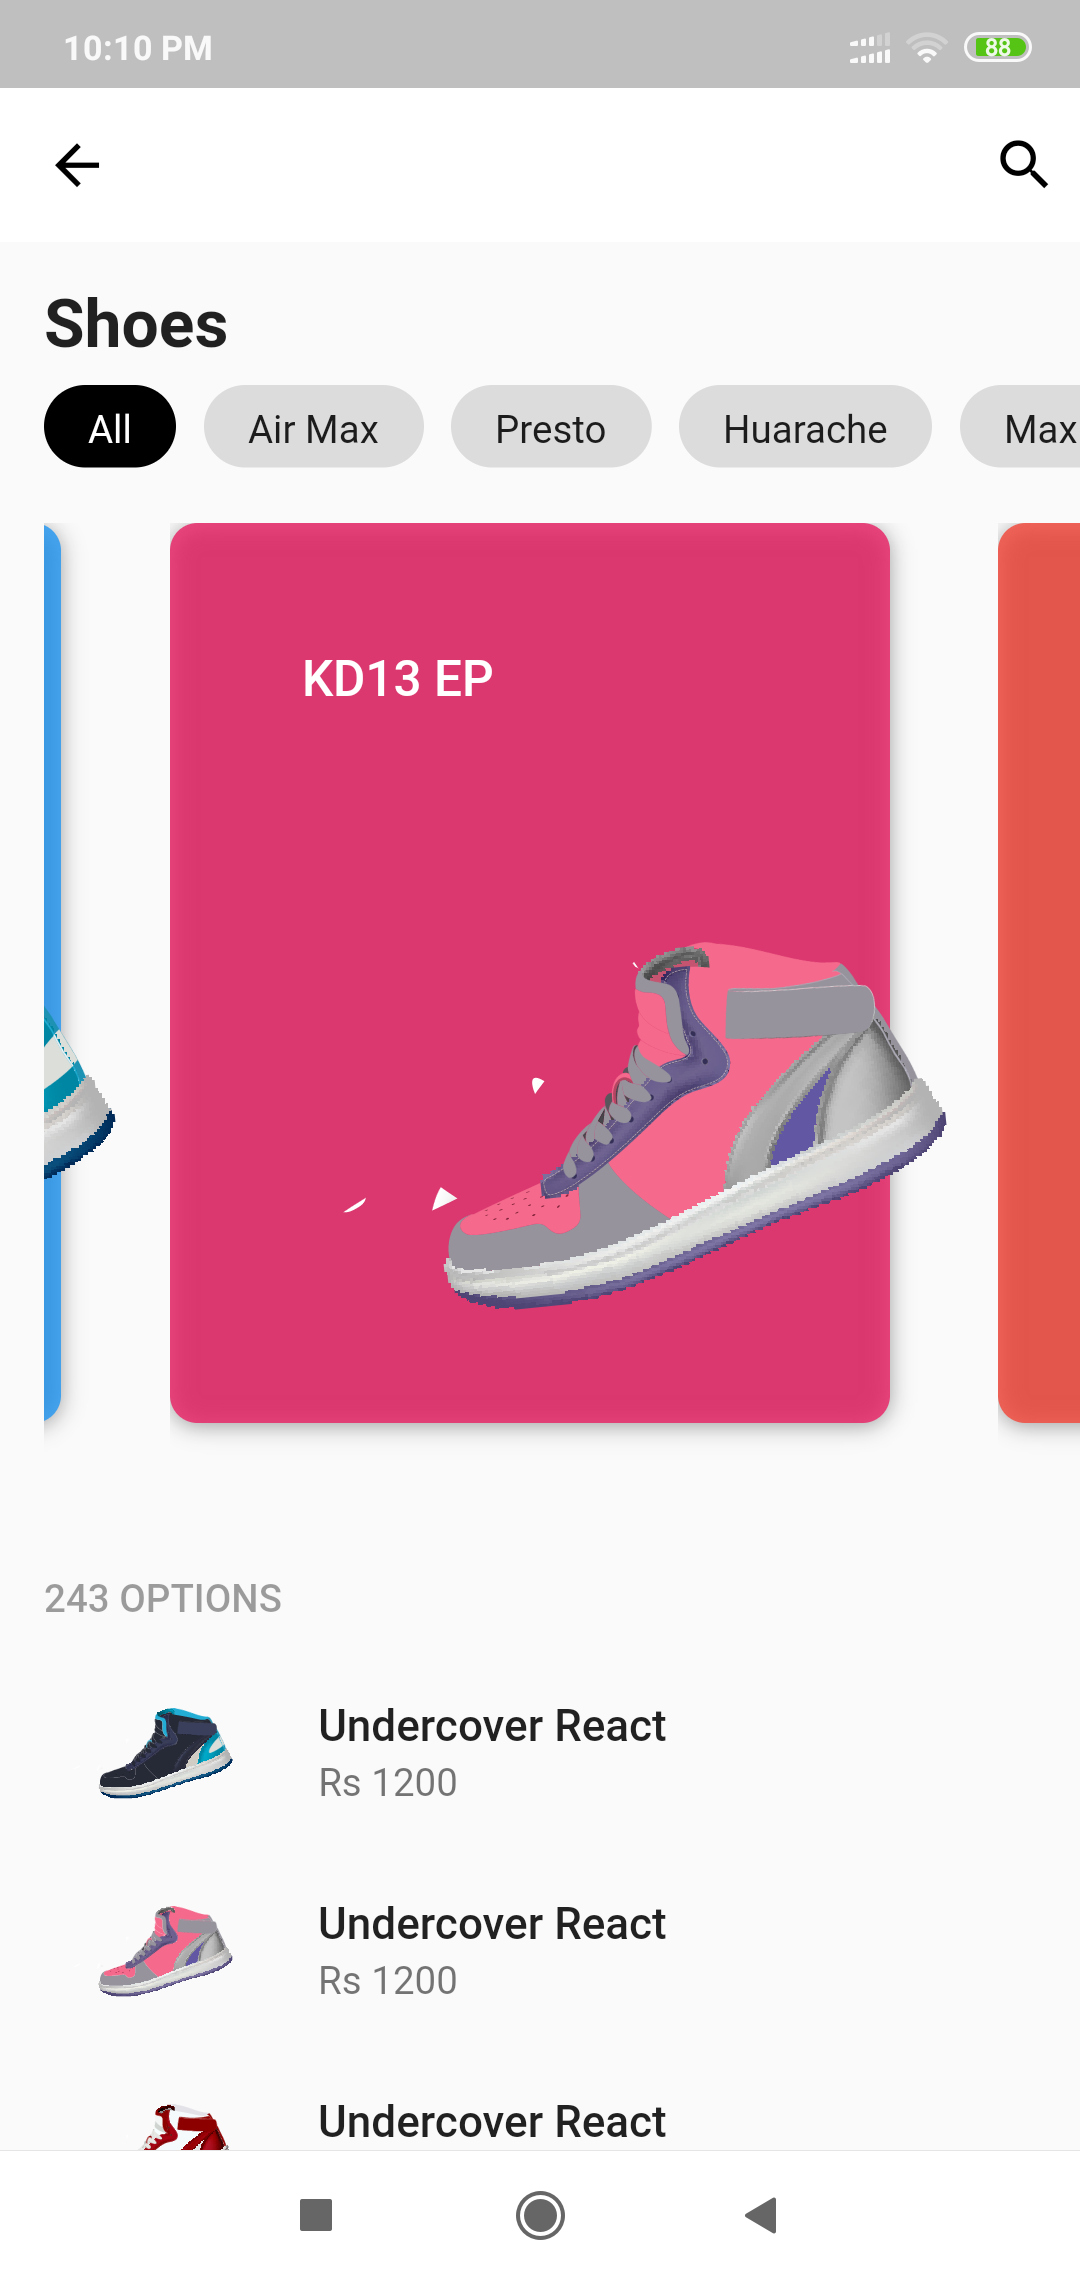 10:10 PM
88
Shoes
All
Air Max
Presto
Huarache
Max
KD13 EP
243 OPTIONS
Undercover React
Rs 1200
Undercover React
Rs 1200
Undercover React